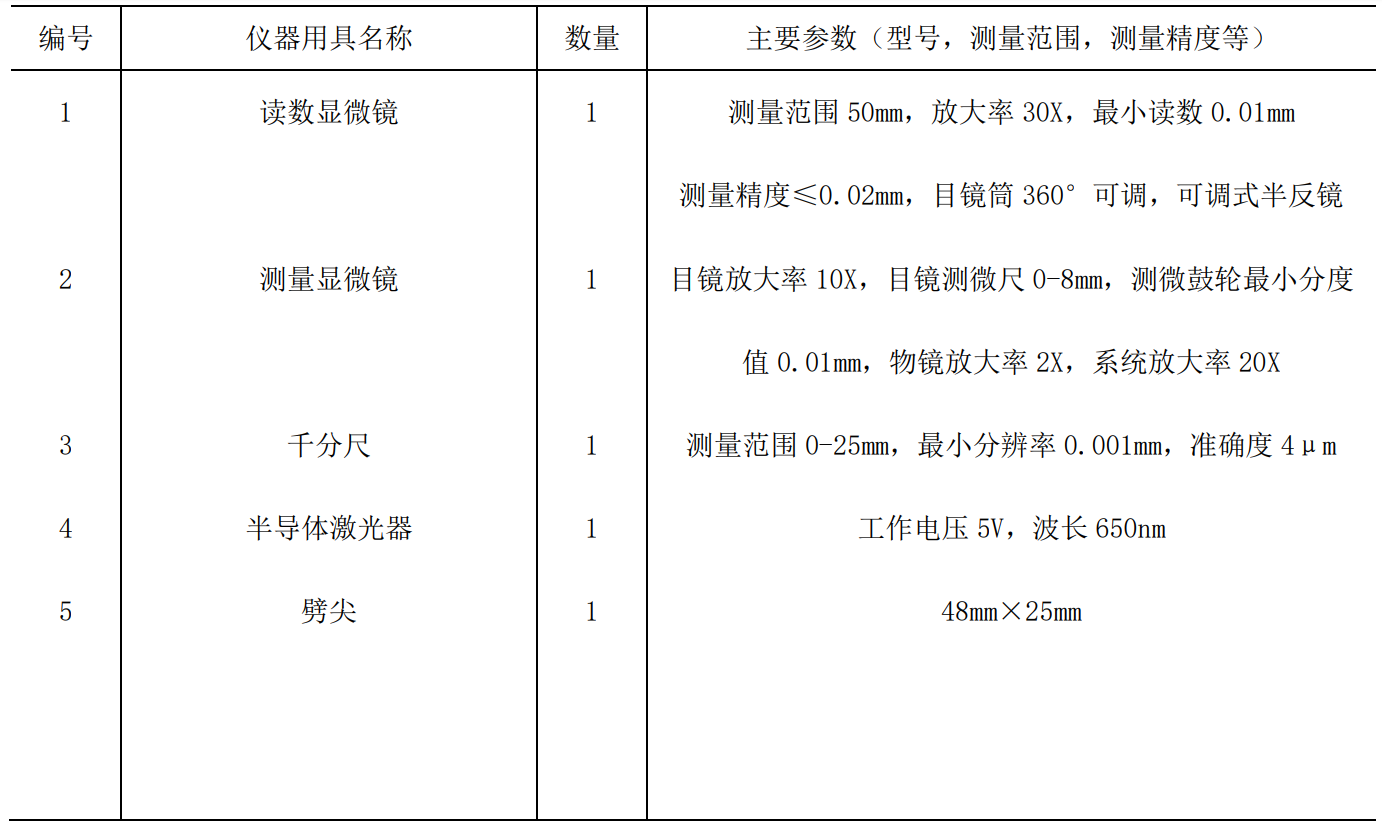 编号 仪器用具名称 数量 主要参数（型号，测量范围，测量精度等）
1 读数显微镜 1 测量范围 50mm，放大率 30X，最小读数 0.01mm
测量精度≤0.02mm，目镜筒 360° 可调，可调式半反镜
2 测量显微镜 1 目镜放大率 10X，目镜测微尺 0-8mm，测微鼓轮最小分度
值 0.01mm，物镜放大率 2X，系统放大率 20X
3 千分尺 1 测量范围 0-25mm，最小分辨率 0.001mm，准确度 4μm
4 半导体激光器 1 工作电压 5V，波长 650nm
5 劈尖 1 48mm×25mm